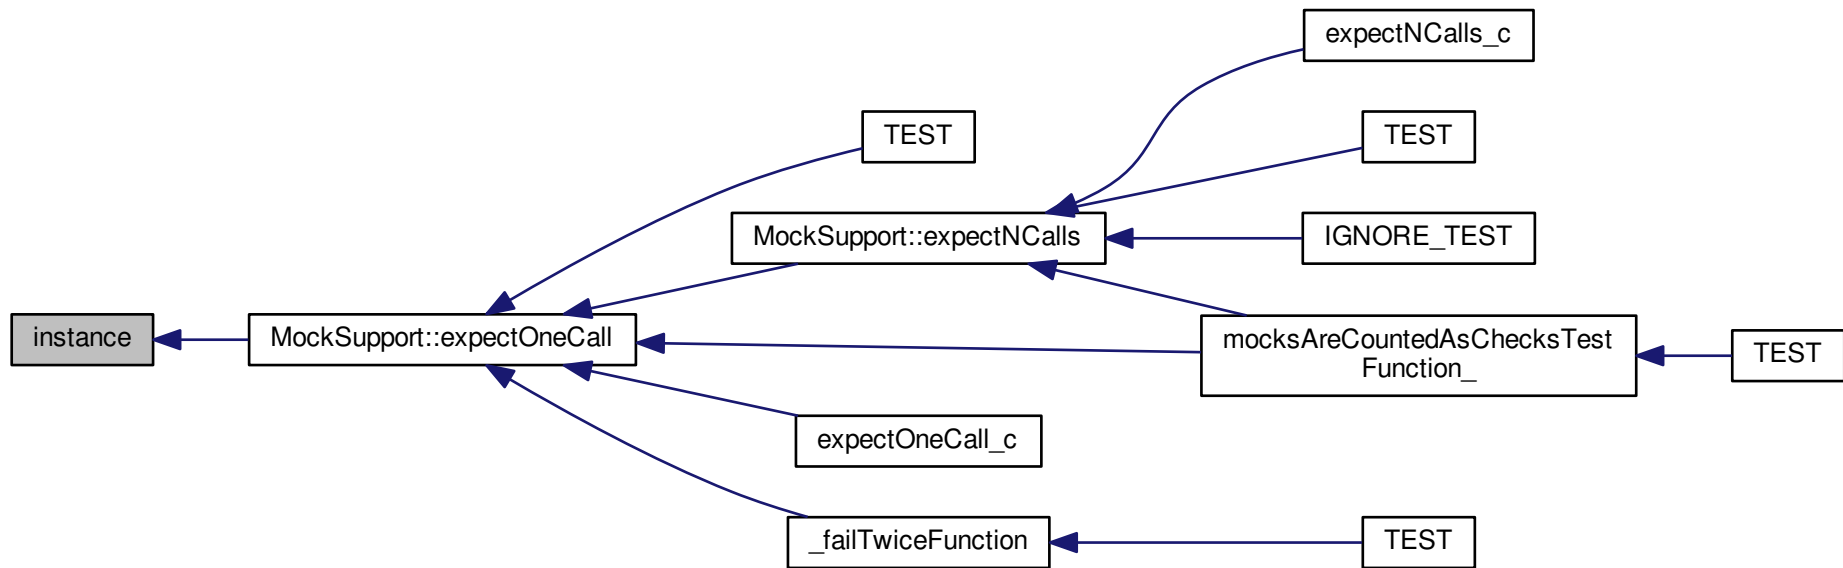 expectNCalls_c
TEST
TEST
MockSupport::expectNCalls
IGNORE_TEST
instance
MockSupport::expectOneCall
mocksAreCountedAsChecksTest
Function_
TEST
expectOneCall_c
_failTwiceFunction
TEST